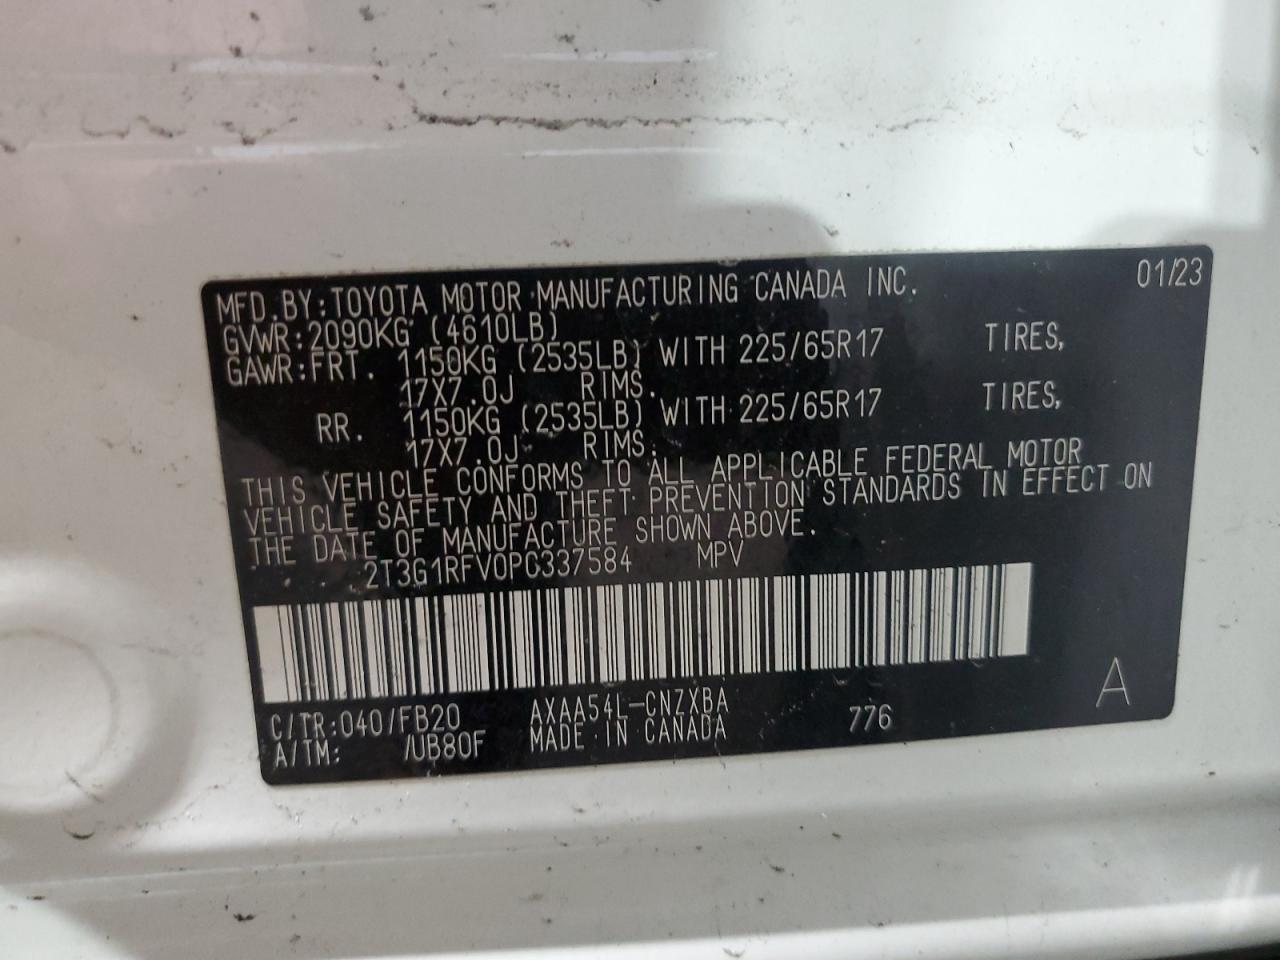 MFD.BY:TOYOTA MOTOR MANUFACTURING CANADA INC. 01/23
GVWR:2090KG (4610LB)
GAWR:FRT. 1150KG (2535LB) WITH 225/65R17 TIRES,
17X7.0J RIMS.
RR. 1150KG (2535LB) WITH 225/65R17 TIRES,
17X7.0J RIMS.
THIS VEHICLE CONFORMS TO ALL APPLICABLE FEDERAL MOTOR
VEHICLE SAFETY AND THEFT PREVENTION STANDARDS IN EFFECT ON
THE DATE OF MANUFACTURE SHOWN ABOVE.
2T3G1RFV0PC337584 MPV
C/TR:040/FB20 AXAA54L-CNZXBA 776 A
A/TM: /UB80F MADE IN CANADA